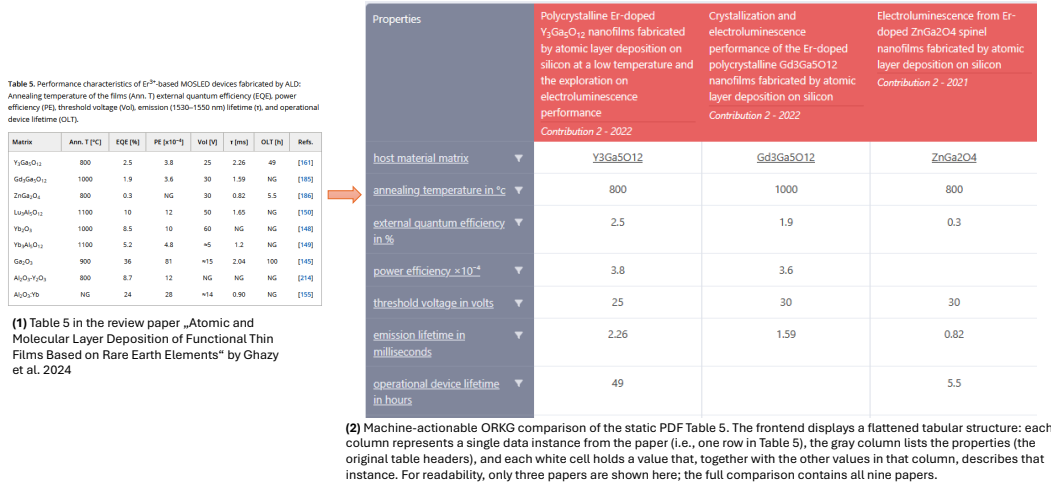 Table 5. Performance characteristics of Er³⁺-based MOSLED devices fabricated by ALD:
Annealing temperature of the films (Ann. T) external quantum efficiency (EQE), power
efficiency (PE), threshold voltage (Vol), emission (1530–1550 nm) lifetime (τ), and operational
device lifetime (OLT).
Matrix Ann. T [°C] EQE [%] PE [x10⁻⁴] Vol [V] τ [ms] OLT [h] Refs.
Y₃Ga₅O₁₂ 800 2.5 3.8 25 2.26 49 [161]
Gd₃Ga₅O₁₂ 1000 1.9 3.6 30 1.59 NG [185]
ZnGa₂O₄ 800 0.3 NG 30 0.82 5.5 [186]
Lu₃Al₅O₁₂ 1100 10 12 50 1.65 NG [150]
Yb₂O₃ 1000 8.5 10 60 NG NG [148]
Yb₃Al₅O₁₂ 1100 5.2 4.8 ≈5 1.2 NG [149]
Ga₂O₃ 900 36 81 ≈15 2.04 100 [145]
Al₂O₃-Y₂O₃ 800 8.7 12 NG NG NG [214]
Al₂O₃:Yb NG 24 28 ≈14 0.90 NG [155]
(1) Table 5 in the review paper „Atomic and
Molecular Layer Deposition of Functional Thin
Films Based on Rare Earth Elements“ by Ghazy
et al. 2024
Properties
Polycrystalline Er-doped
Y₃Ga₅O₁₂ nanofilms fabricated
by atomic layer deposition on
silicon at a low temperature and
the exploration on
electroluminescence
performance
Contribution 2 - 2022
Crystallization and
electroluminescence
performance of the Er-doped
polycrystalline Gd3Ga5O12
nanofilms fabricated by atomic
layer deposition on silicon
Contribution 2 - 2022
Electroluminescence from Er-
doped ZnGa2O4 spinel
nanofilms fabricated by atomic
layer deposition on silicon
Contribution 2 - 2021
host material matrix Y3Ga5O12 Gd3Ga5O12 ZnGa2O4
annealing temperature in °c 800 1000 800
external quantum efficiency
in % 2.5 1.9 0.3
power efficiency ×10⁻⁴ 3.8 3.6
threshold voltage in volts 25 30 30
emission lifetime in
milliseconds 2.26 1.59 0.82
operational device lifetime
in hours 49 5.5
(2) Machine-actionable ORKG comparison of the static PDF Table 5. The frontend displays a flattened tabular structure: each
column represents a single data instance from the paper (i.e., one row in Table 5), the gray column lists the properties (the
original table headers), and each white cell holds a value that, together with the other values in that column, describes that
instance. For readability, only three papers are shown here; the full comparison contains all nine papers.